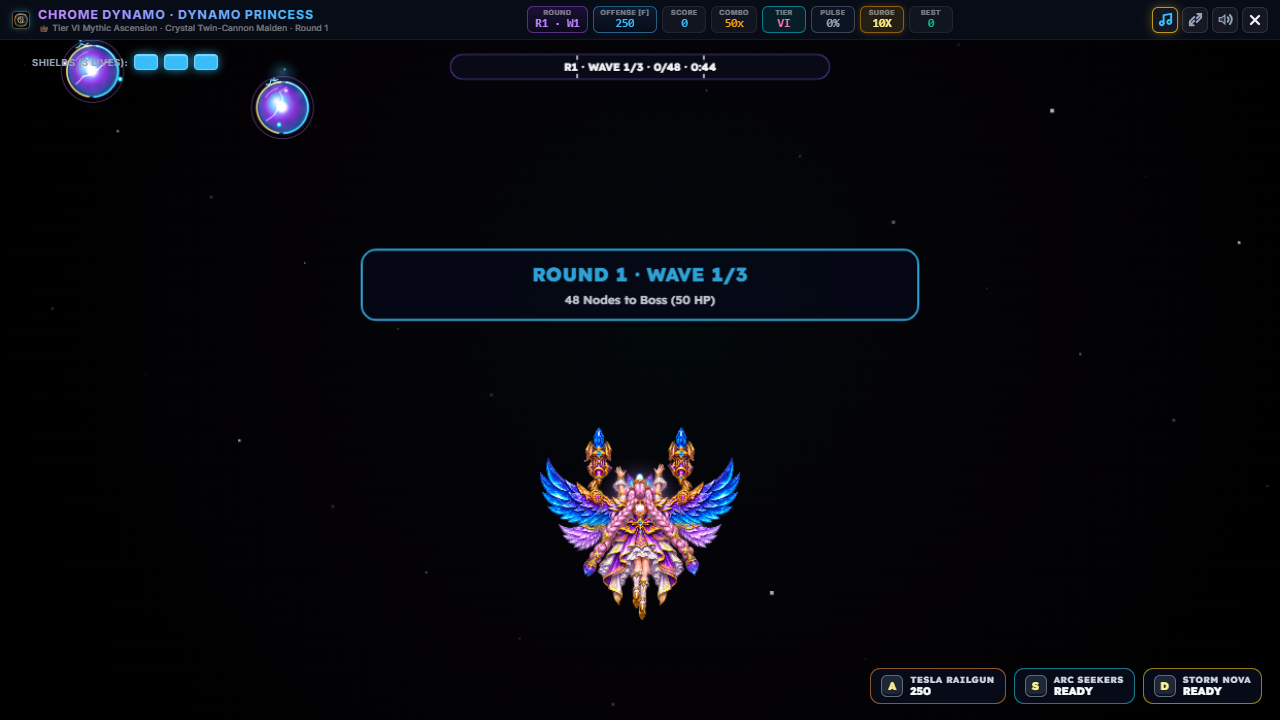 CHROME DYNAMO · DYNAMO PRINCESS
Tier VI Mythic Ascension - Crystal Twin-Cannon Maiden - Round 1
ROUND
R1 · W1
OFFENSE [F]
250
SCORE
0
COMBO
50x
TIER
VI
PULSE
0%
SURGE
10X
BEST
0
SHIELDS (3 LIVES):
R1 · WAVE 1/3 · 0/48 · 0:44
ROUND 1 · WAVE 1/3
48 Nodes to Boss (50 HP)
A
TESLA RAILGUN
250
S
ARC SEEKERS
READY
D
STORM NOVA
READY